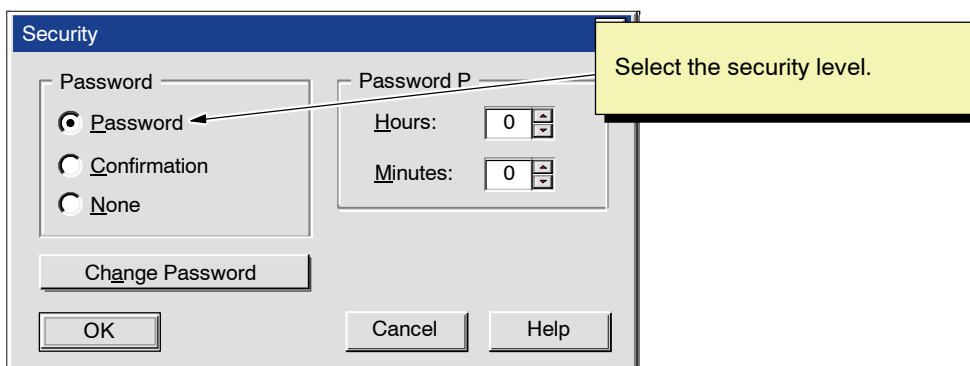 Security
Select the security level.
Password
Password
Confirmation
None
Password P
Hours: 0
Minutes: 0
Change Password
OK
Cancel
Help